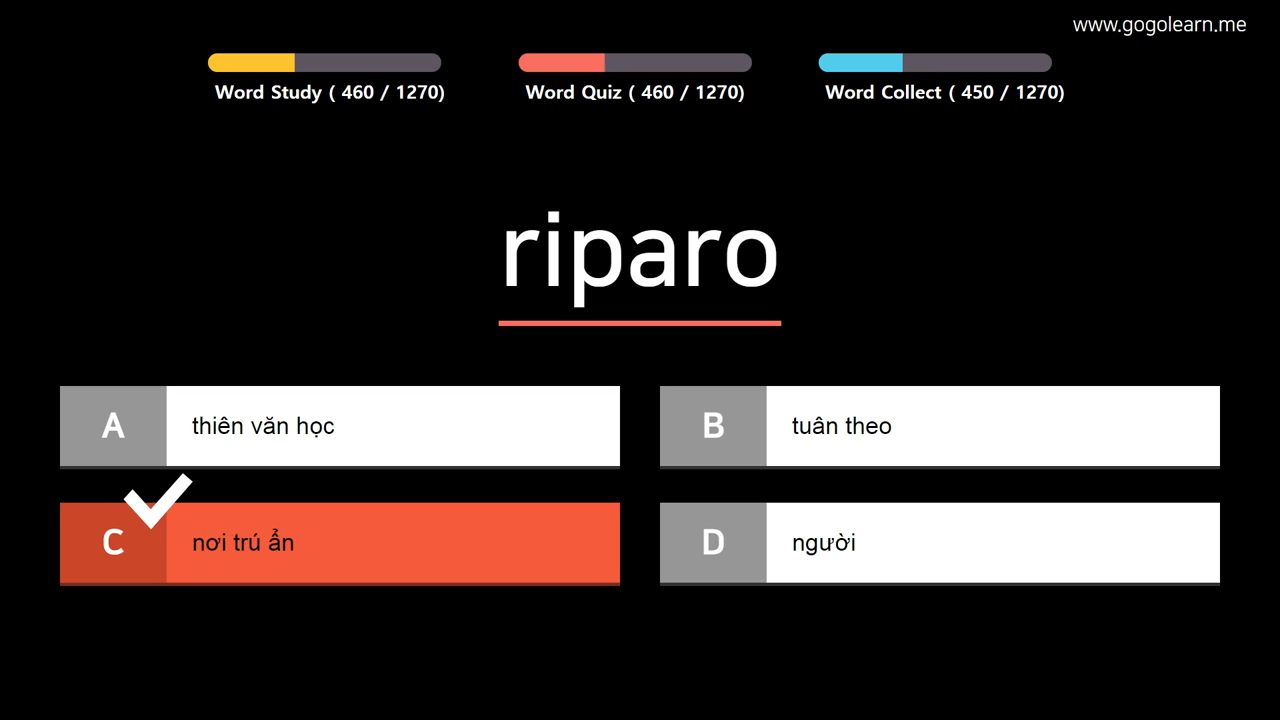 www.gogolearn.me
Word Study ( 460 / 1270)
Word Quiz ( 460 / 1270)
Word Collect ( 450 / 1270)
riparo
A
thiên văn học
B
tuân theo
C
nơi trú ẩn
D
người